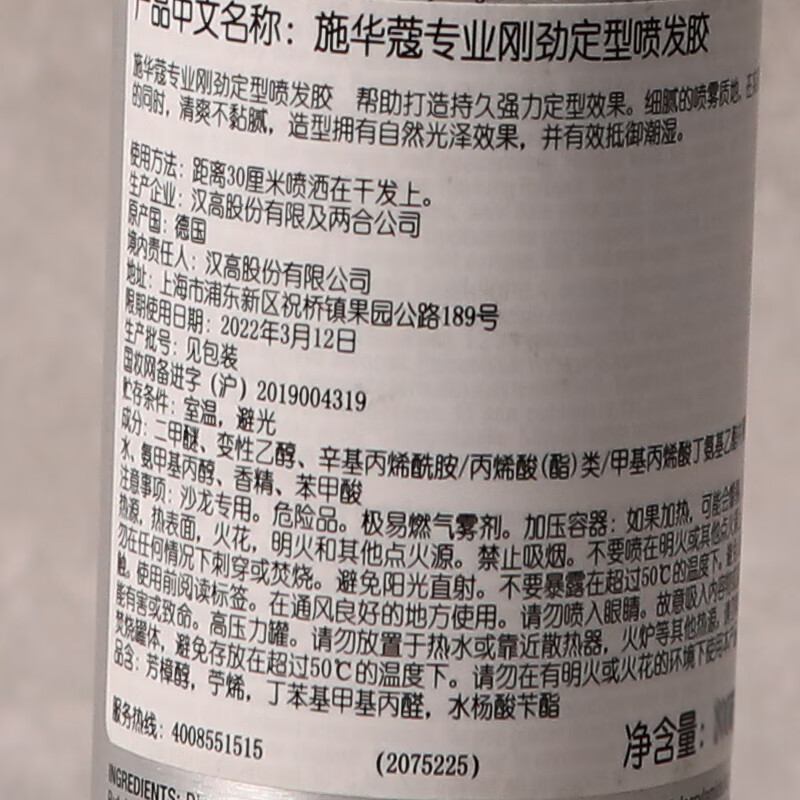 产品中文名称：施华蔻专业刚劲定型喷发胶
施华蔻专业刚劲定型喷发胶 帮助打造持久强力定型效果。细腻的喷雾质地，在
的同时，清爽不黏腻，造型拥有自然光泽效果，并有效抵御潮湿。
使用方法：距离30厘米喷洒在干发上。
生产企业：汉高股份有限及两合公司
原产国：德国
境内责任人：汉高股份有限公司
地址：上海市浦东新区祝桥镇果园公路189号
限期使用日期：2022年3月12日
生产批号：见包装
国妆网备进字（沪）2019004319
贮存条件：室温，避光
成分：二甲醚、变性乙醇、辛基丙烯酰胺/丙烯酸(酯)类/甲基丙烯酸丁氨基乙酯
水，氨甲基丙醇、香精、苯甲酸
注意事项：沙龙专用。危险品。极易燃气雾剂。加压容器：如果加热，可能会
热源，热表面，火花，明火和其他点火源。禁止吸烟。不要喷在明火或其他点火
勿在任何情况下刺穿或焚烧。避免阳光直射。不要暴露在超过50℃的温度下。
触。使用前阅读标签。在通风良好的地方使用。请勿喷入眼睛。故意吸入内容物
能有害或致命。高压力罐。请勿放置于热水或靠近散热器，火炉等其他热源。
焚烧罐体，避免存放在超过50℃的温度下。请勿在有明火或火花的环境下使用本产
品含：芳樟醇，苧烯，丁苯基甲基丙醛，水杨酸苄酯
服务热线：4008551515
(2075225)
净含量：
INGREDIENTS: